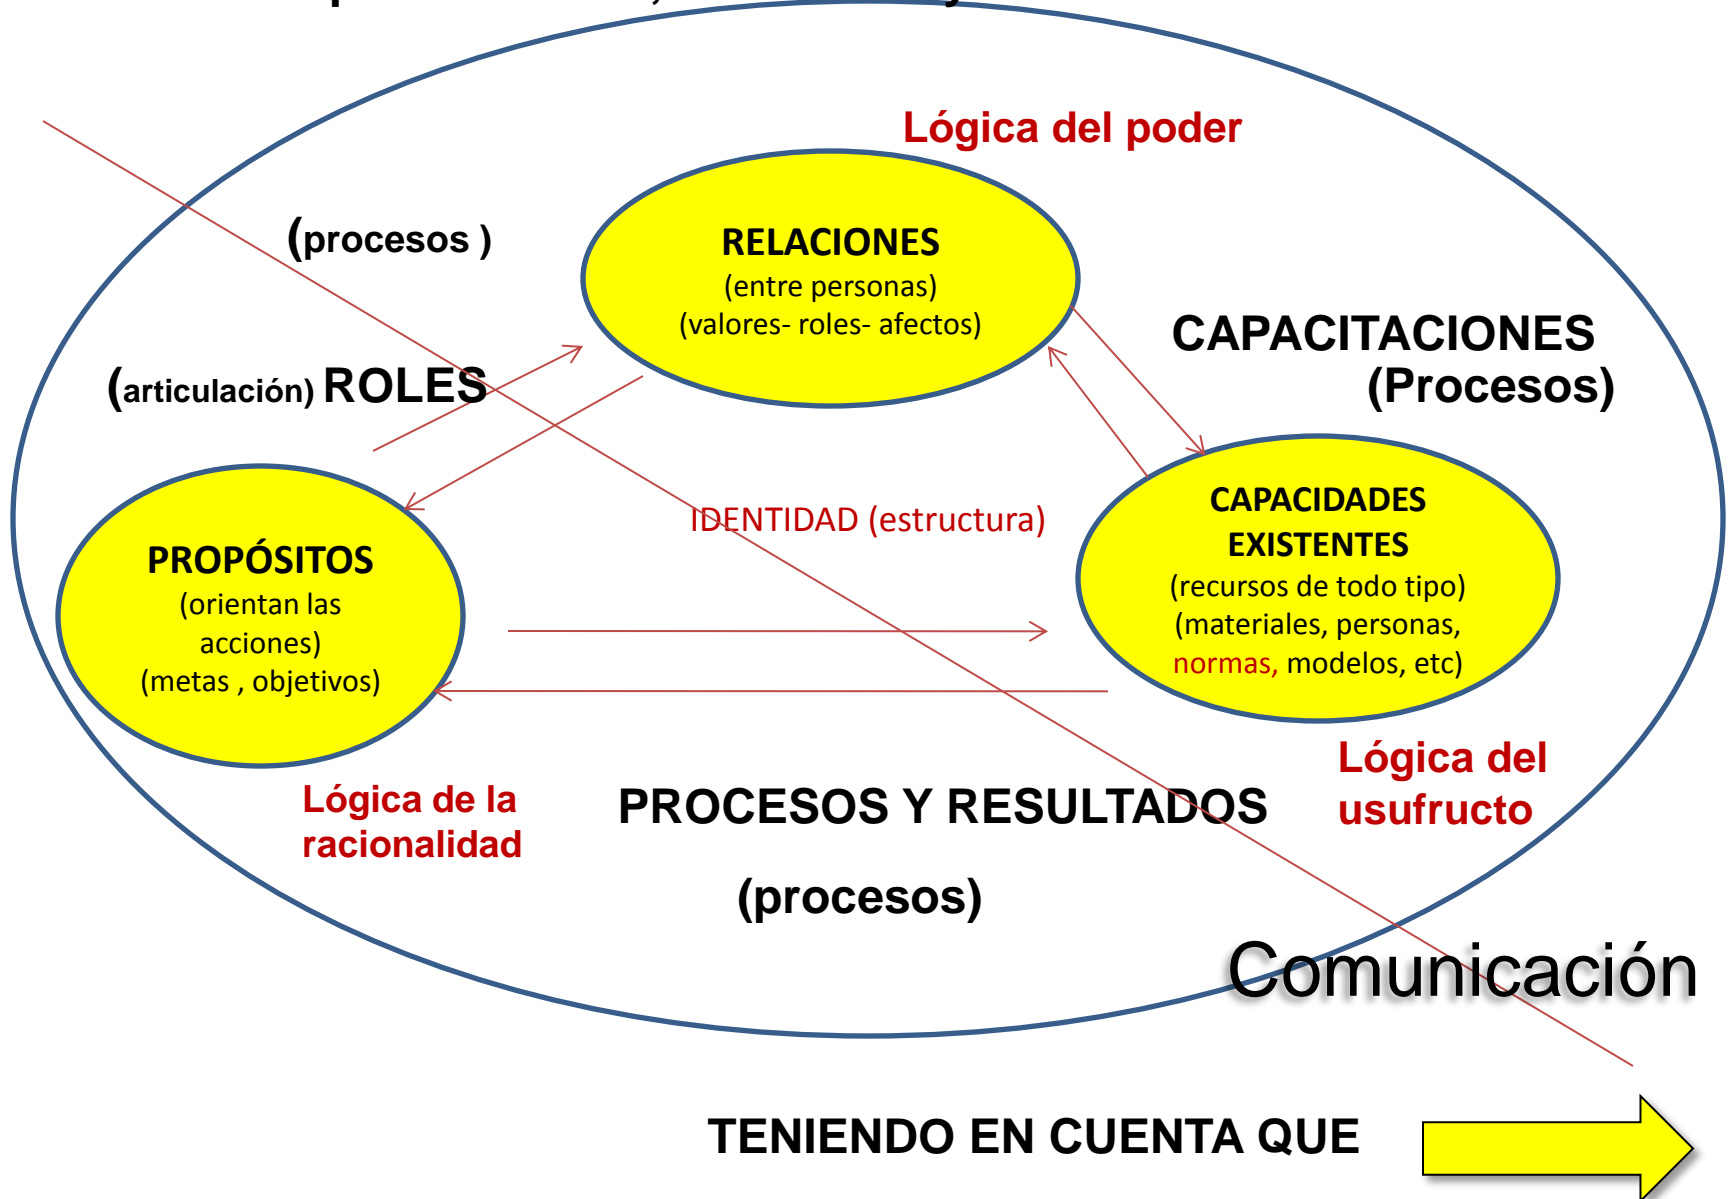 Lógica del poder
(procesos )
RELACIONES
(entre personas)
(valores- roles- afectos)
CAPACITACIONES
(Procesos)
(articulación) ROLES
IDENTIDAD (estructura)
CAPACIDADES
EXISTENTES
(recursos de todo tipo)
(materiales, personas,
normas, modelos, etc)
PROPÓSITOS
(orientan las
acciones)
(metas , objetivos)
Lógica del
usufructo
Lógica de la
racionalidad
PROCESOS Y RESULTADOS
(procesos)
Comunicación
TENIENDO EN CUENTA QUE